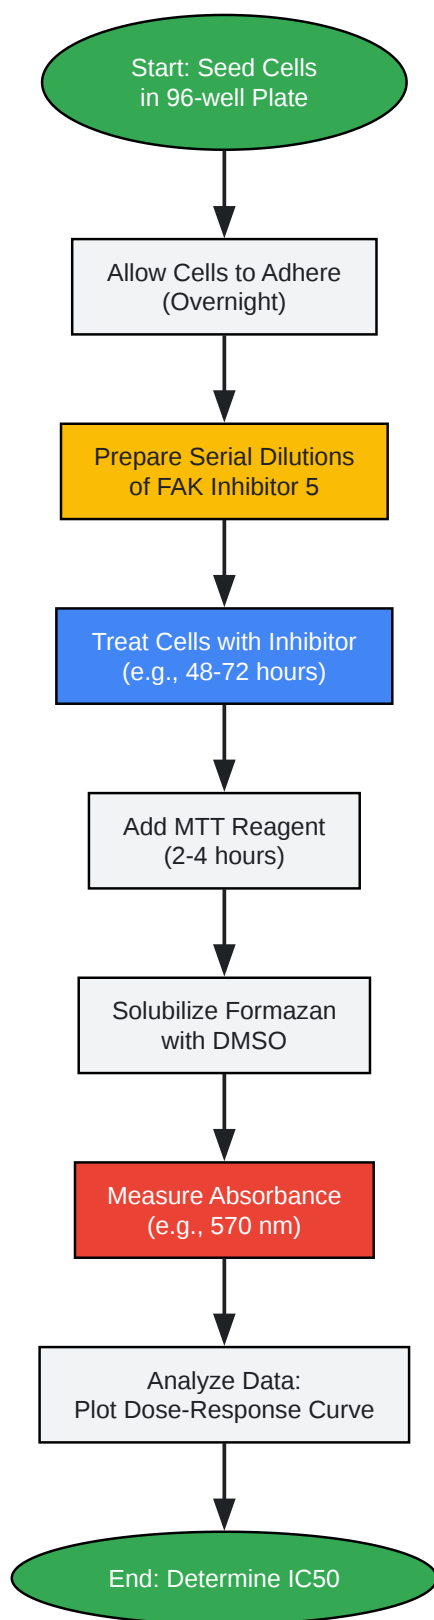 Start: Seed Cells
in 96-well Plate
Allow Cells to Adhere
(Overnight)
Prepare Serial Dilutions
of FAK Inhibitor 5
Treat Cells with Inhibitor
(e.g., 48-72 hours)
Add MTT Reagent
(2-4 hours)
Solubilize Formazan
with DMSO
Measure Absorbance
(e.g., 570 nm)
Analyze Data:
Plot Dose-Response Curve
End: Determine IC50